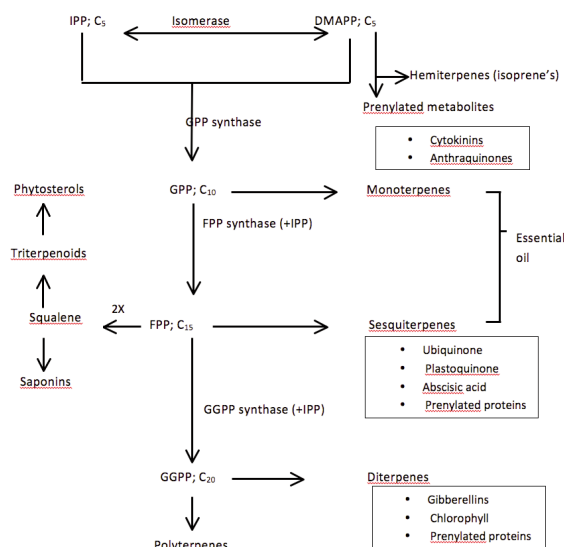 IPP; C5
Isomerase
DMAPP; C5
Hemiterpenes (isoprene's)
Prenylated metabolites
GPP synthase
• Cytokinins
• Anthraquinones
Phytosterols
GPP; C10
Monoterpenes
FPP synthase (+IPP)
Essential
oil
Triterpenoids
2X
Squalene
FPP; C15
Sesquiterpenes
• Ubiquinone
• Plastoquinone
• Abscisic acid
• Prenylated proteins
Saponins
GGPP synthase (+IPP)
GGPP; C20
Diterpenes
• Gibberellins
• Chlorophyll
• Prenylated proteins
Polyterpenes